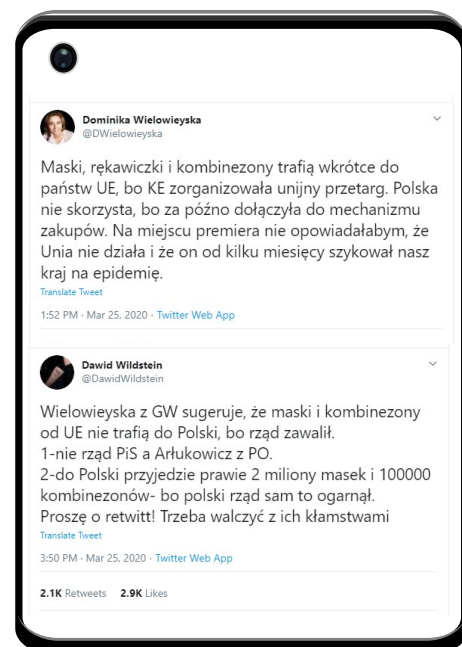 Dominika Wielowieyska
@DWielowieyska
Maski, rękawiczki i kombinezony trafią wkrótce do
państw UE, bo KE zorganizowała unijny przetarg. Polska
nie skorzysta, bo za późno dołączyła do mechanizmu
zakupów. Na miejscu premiera nie opowiadałabym, że
Unia nie działa i że on od kilku miesięcy szykował nasz
kraj na epidemię.
Translate Tweet
1:52 PM · Mar 25, 2020 · Twitter Web App
Dawid Wildstein
@DawidWildstein
Wielowieyska z GW sugeruje, że maski i kombinezony
od UE nie trafią do Polski, bo rząd zawalił.
1-nie rząd PiS a Arłukowicz z PO.
2-do Polski przyjedzie prawie 2 miliony masek i 100000
kombinezonów- bo polski rząd sam to ogarnął.
Proszę o retwitt! Trzeba walczyć z ich kłamstwami
Translate Tweet
3:50 PM · Mar 25, 2020 · Twitter Web App
2.1K Retweets 2.9K Likes